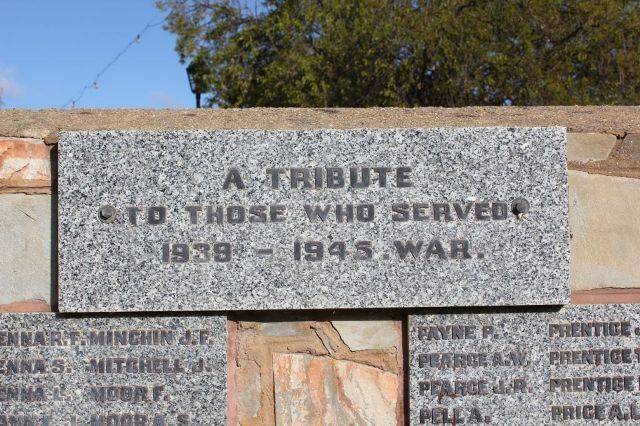 A TRIBUTE
TO THOSE WHO SERVED
1939 - 1945. WAR.
MINCHIN J.F.
MITCHELL J.
MOOR F.
MOOR A.S.
PAYNE P.
PEARCE A.W.
PEARCE J.R.
PELL A.
PRENTICE
PRENTICE
PRENTICE
PRICE A.